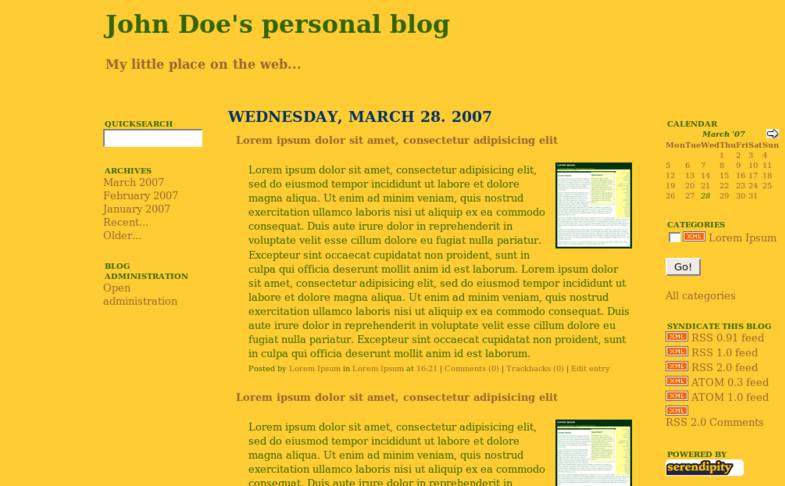 John Doe's personal blog
My little place on the web...
QUICKSEARCH
ARCHIVES
March 2007
February 2007
January 2007
Recent...
Older...
BLOG
ADMINISTRATION
Open
administration
WEDNESDAY, MARCH 28. 2007
Lorem ipsum dolor sit amet, consectetur adipisicing elit
Lorem ipsum dolor sit amet, consectetur adipisicing elit,
sed do eiusmod tempor incididunt ut labore et dolore
magna aliqua. Ut enim ad minim veniam, quis nostrud
exercitation ullamco laboris nisi ut aliquip ex ea commodo
consequat. Duis aute irure dolor in reprehenderit in
voluptate velit esse cillum dolore eu fugiat nulla pariatur.
Excepteur sint occaecat cupidatat non proident, sunt in
culpa qui officia deserunt mollit anim id est laborum. Lorem ipsum dolor
sit amet, consectetur adipisicing elit, sed do eiusmod tempor incididunt ut
labore et dolore magna aliqua. Ut enim ad minim veniam, quis nostrud
exercitation ullamco laboris nisi ut aliquip ex ea commodo consequat. Duis
aute irure dolor in reprehenderit in voluptate velit esse cillum dolore eu
fugiat nulla pariatur. Excepteur sint occaecat cupidatat non proident, sunt
in culpa qui officia deserunt mollit anim id est laborum.
Posted by Lorem Ipsum in Lorem Ipsum at 16:21 | Comments (0) | Trackbacks (0) | Edit entry
Lorem ipsum dolor sit amet, consectetur adipisicing elit
Lorem ipsum dolor sit amet, consectetur adipisicing elit,
sed do eiusmod tempor incididunt ut labore et dolore
magna aliqua. Ut enim ad minim veniam, quis nostrud
exercitation ullamco laboris nisi ut aliquip ex ea commodo
consequat. Duis aute irure dolor in reprehenderit in
CALENDAR
March '07
Mon Tue Wed Thu Fri Sat Sun
1 2 3 4
5 6 7 8 9 10 11
12 13 14 15 16 17 18
19 20 21 22 23 24 25
26 27 28 29 30 31
CATEGORIES
XML Lorem Ipsum
Go!
All categories
SYNDICATE THIS BLOG
XML RSS 0.91 feed
XML RSS 1.0 feed
XML RSS 2.0 feed
XML ATOM 0.3 feed
XML ATOM 1.0 feed
XML
RSS 2.0 Comments
POWERED BY
serendipity